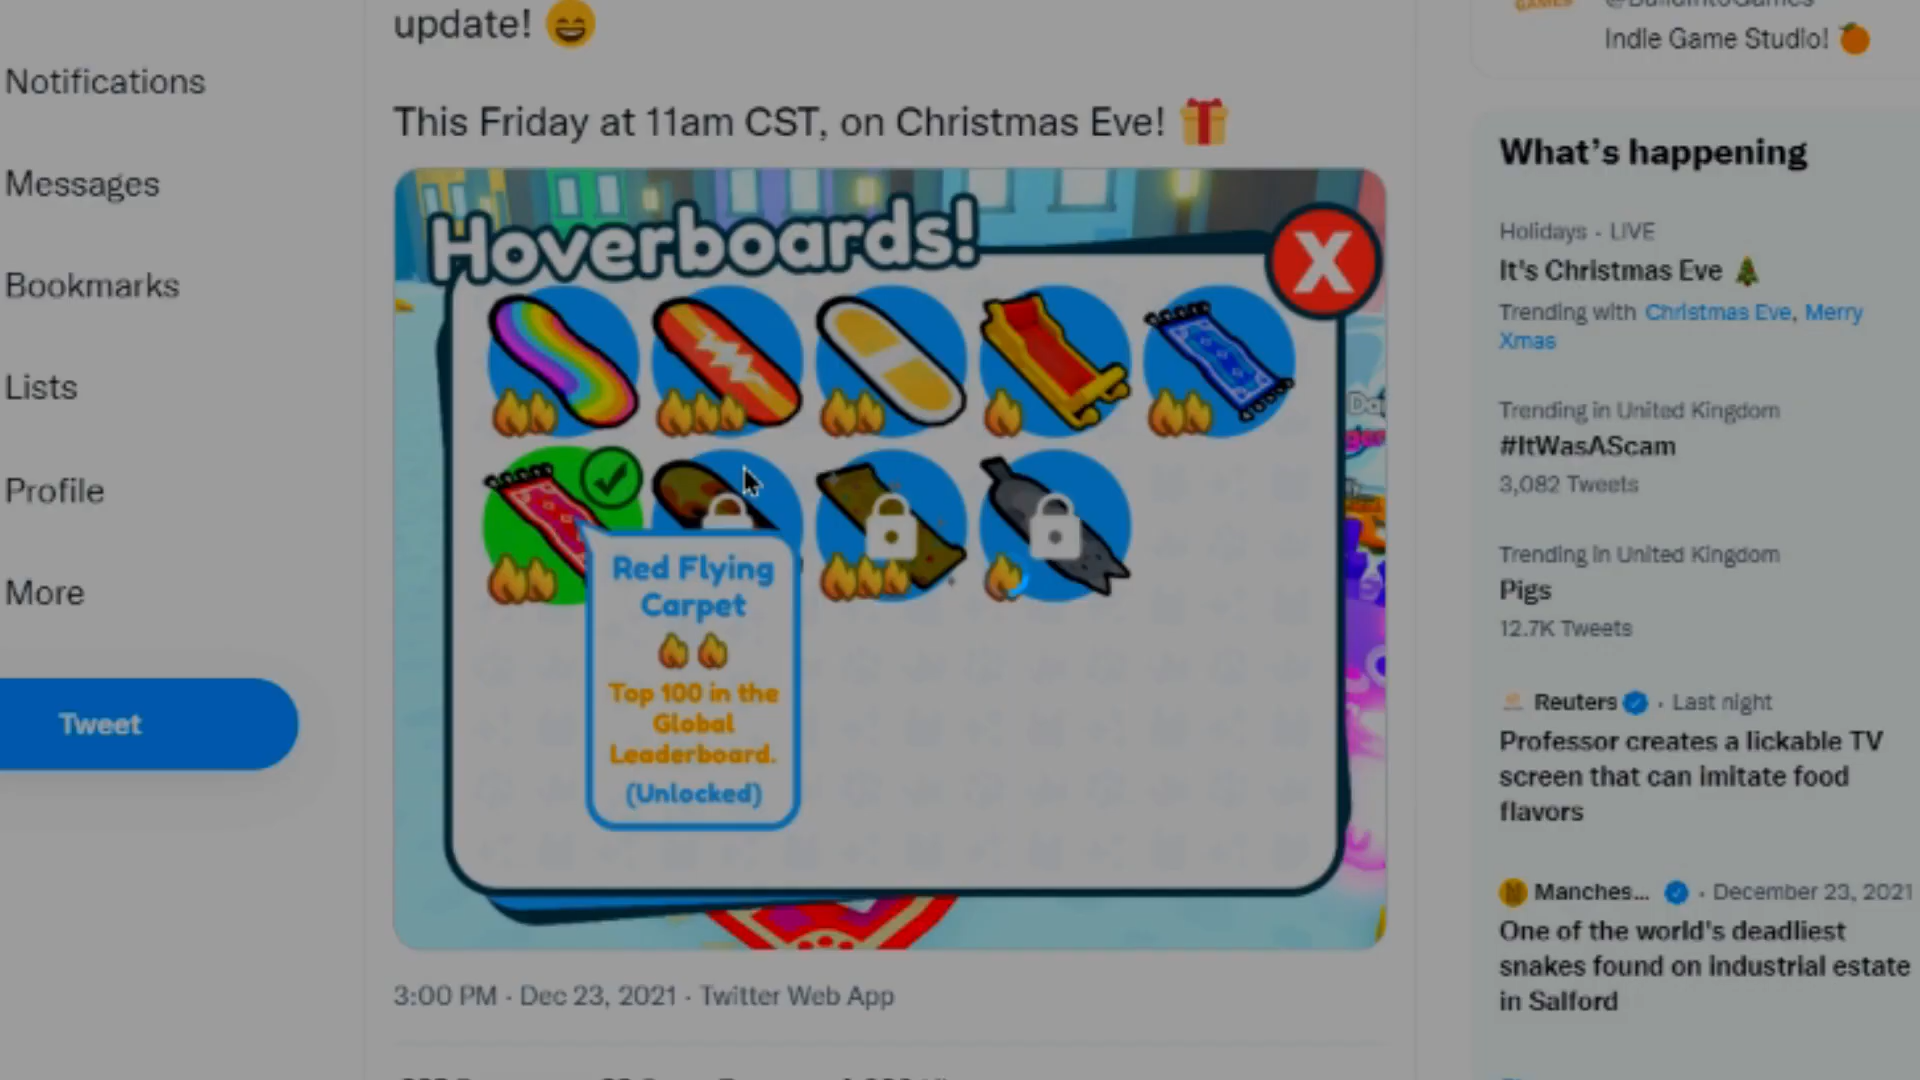 Notifications
Messages
Bookmarks
Lists
Profile
More
Tweet
update! 😄
This Friday at 11am CST, on Christmas Eve! 🎁
Hoverboards!
X
Red Flying
Carpet
Top 100 in the
Global
Leaderboard.
(Unlocked)
3:00 PM · Dec 23, 2021 · Twitter Web App
Indie Game Studio! 🍊
What's happening
Holidays · LIVE
It's Christmas Eve 🎄
Trending with Christmas Eve, Merry
Xmas
Trending in United Kingdom
#ItWasAScam
3,082 Tweets
Trending in United Kingdom
Pigs
12.7K Tweets
Reuters · Last night
Professor creates a lickable TV
screen that can imitate food
flavors
Manches... · December 23, 2021
One of the world's deadliest
snakes found on industrial estate
in Salford